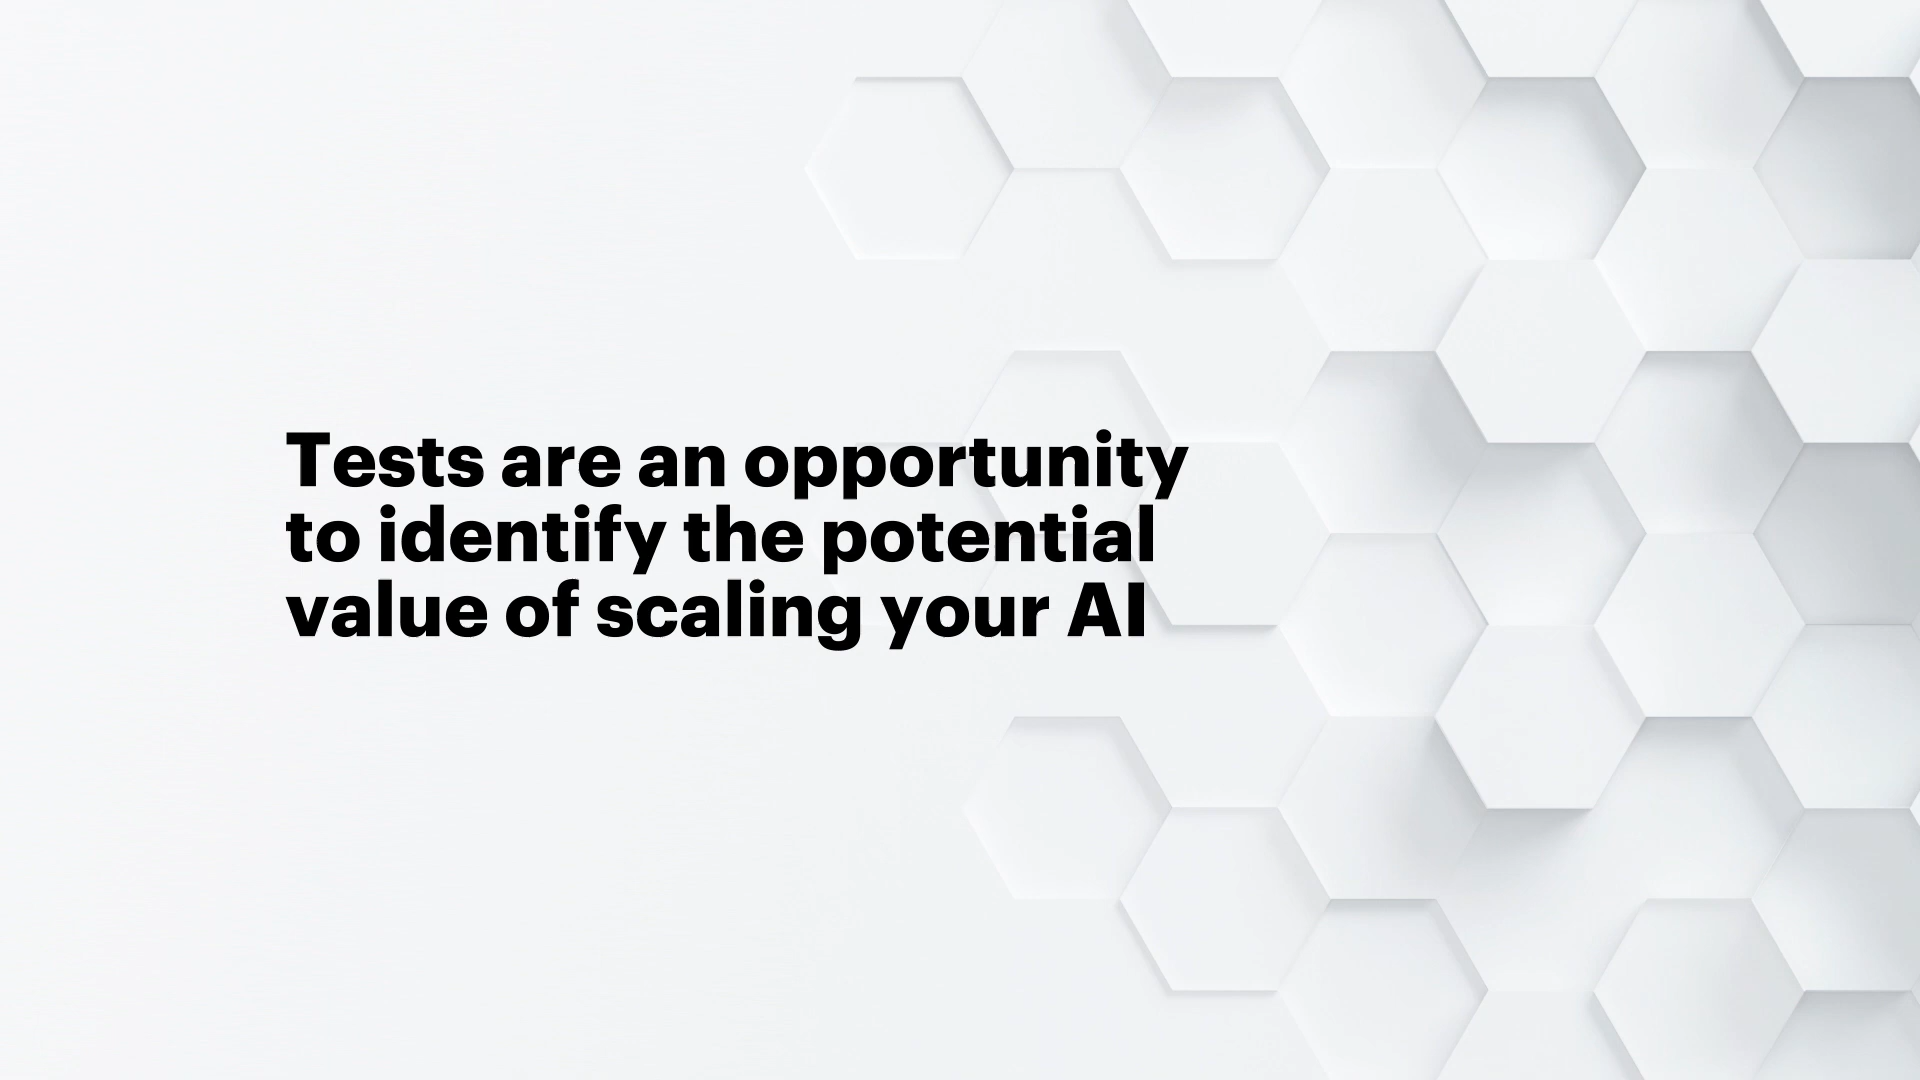 Tests are an opportunity
to identify the potential
value of scaling your AI